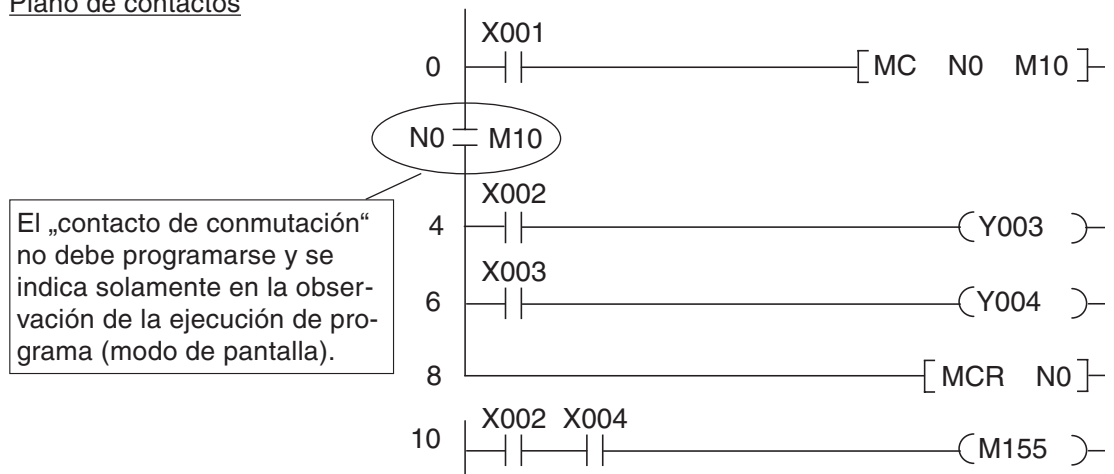 Plano de contactos
X001
0 MC N0 M10
N0 M10
El „contacto de conmutación“
no debe programarse y se
indica solamente en la obser-
vación de la ejecución de pro-
grama (modo de pantalla).
X002
4 Y003
X003
6 Y004
8 MCR N0
X002 X004
10 M155